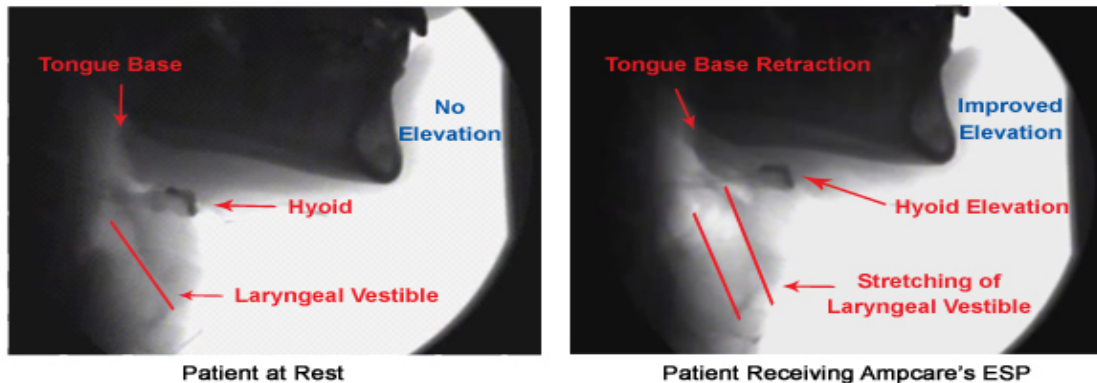 Tongue Base
No
Elevation
Hyoid
Laryngeal Vestible
Patient at Rest
Tongue Base Retraction
Improved
Elevation
Hyoid Elevation
Stretching of
Laryngeal Vestible
Patient Receiving Ampcare's ESP